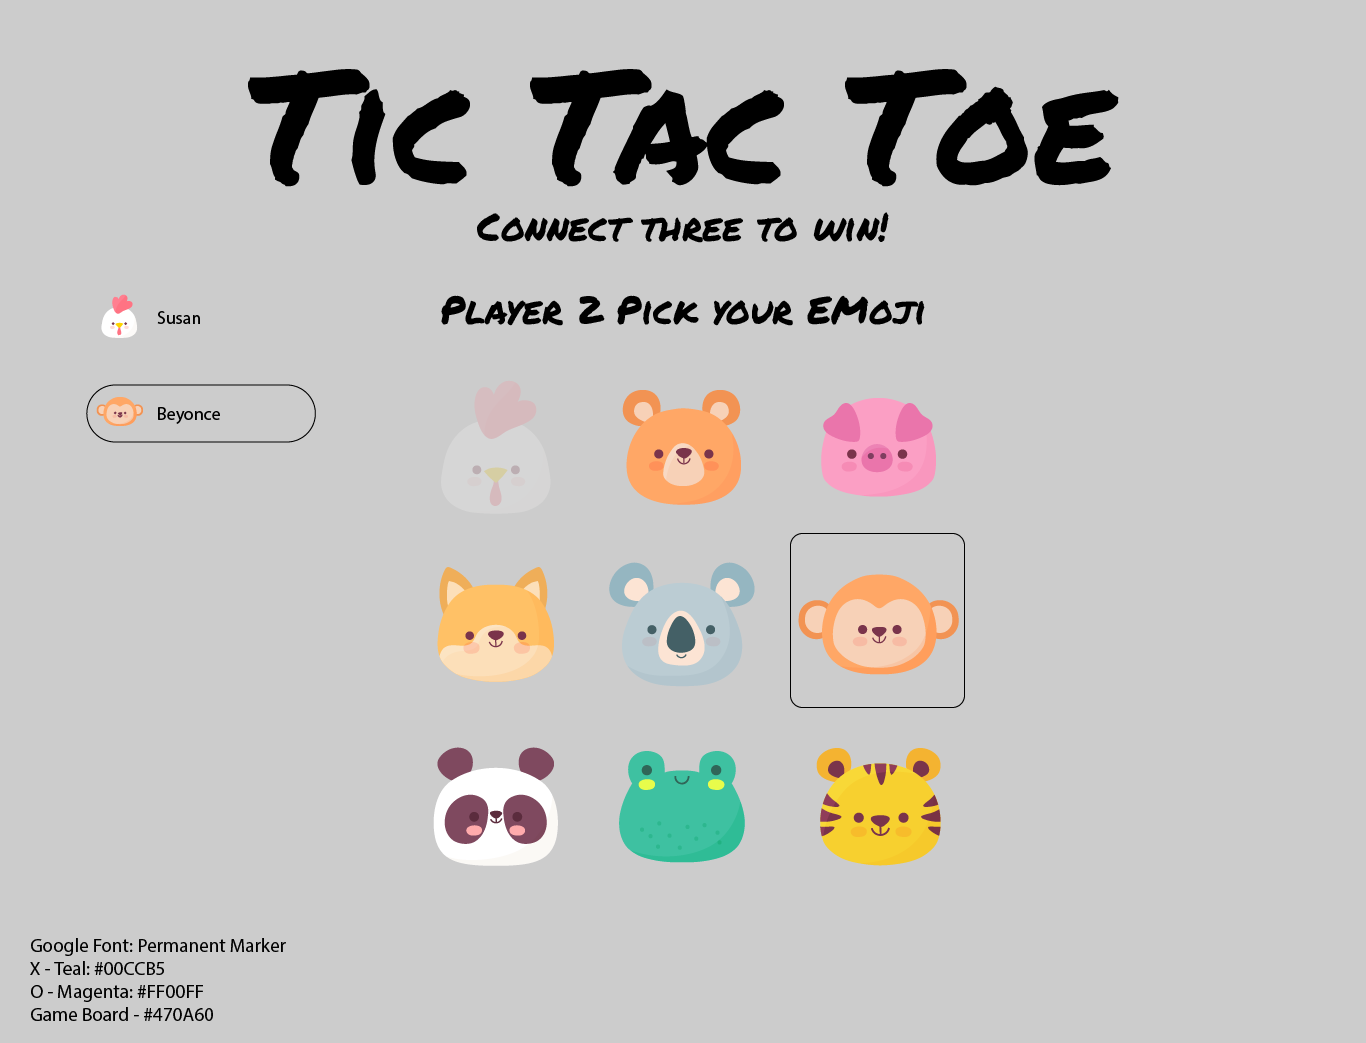 Tic Tac Toe
Connect three to win!
Player 2 Pick your EMoji
Susan
Beyonce
Google Font: Permanent Marker
X - Teal: #00CCB5
O - Magenta: #FF00FF
Game Board - #470A60